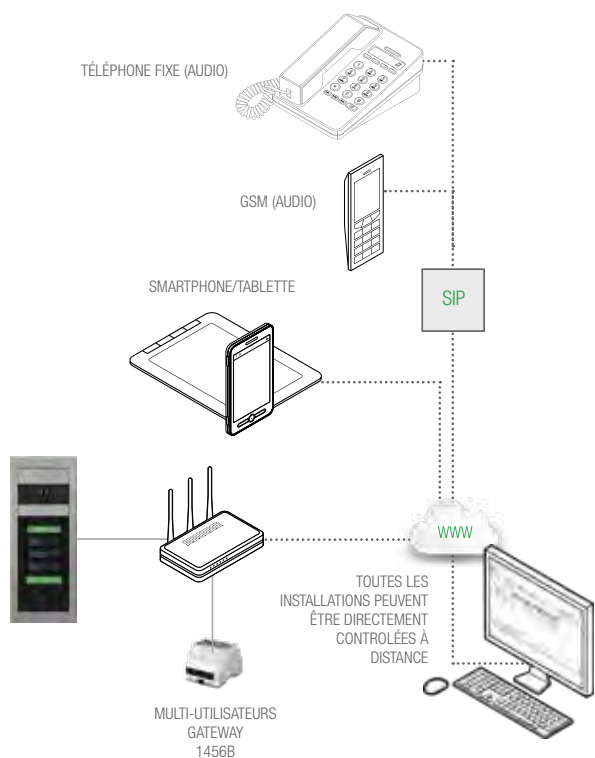 TÉLÉPHONE FIXE (AUDIO)
GSM (AUDIO)
SMARTPHONE/TABLETTE
SIP
WWW
TOUTES LES
INSTALLATIONS PEUVENT
ÊTRE DIRECTEMENT
CONTROLÉES À
DISTANCE
MULTI-UTILISATEURS
GATEWAY
1456B